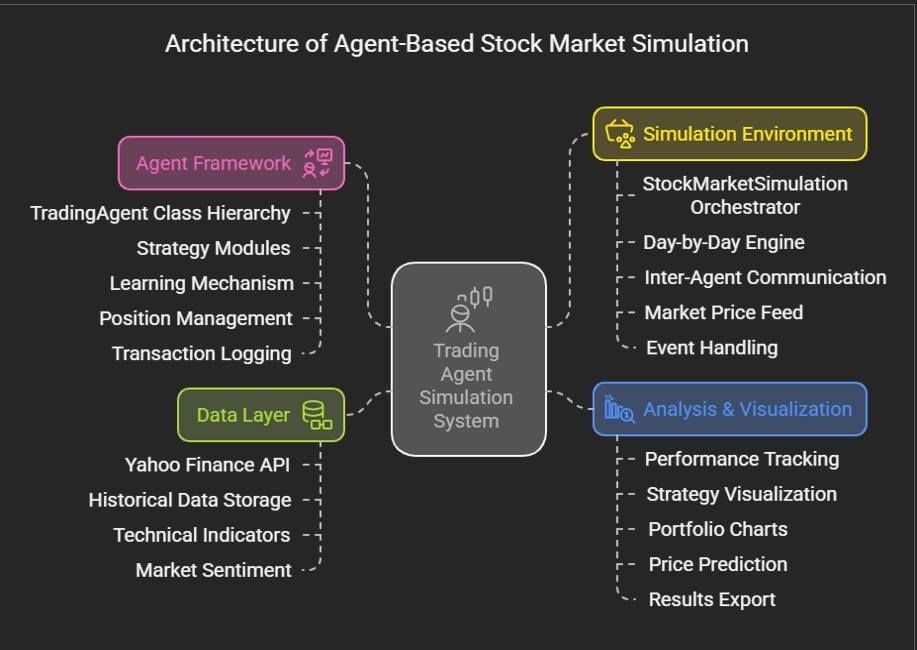 Architecture of Agent-Based Stock Market Simulation
Agent Framework
TradingAgent Class Hierarchy
Strategy Modules
Learning Mechanism
Position Management
Transaction Logging
Data Layer
Yahoo Finance API
Historical Data Storage
Technical Indicators
Market Sentiment
Trading
Agent
Simulation
System
Simulation Environment
StockMarketSimulation
Orchestrator
Day-by-Day Engine
Inter-Agent Communication
Market Price Feed
Event Handling
Analysis & Visualization
Performance Tracking
Strategy Visualization
Portfolio Charts
Price Prediction
Results Export